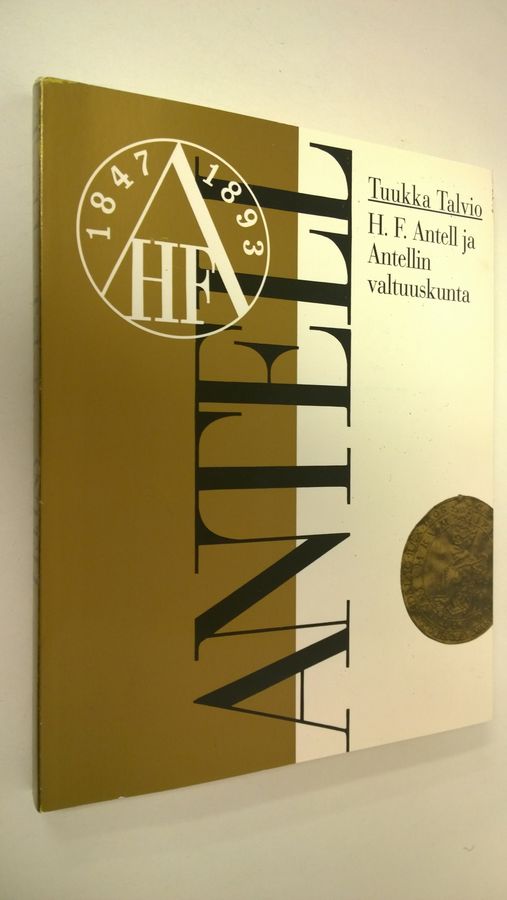 1847 1893
HF
ANTELL
Tuukka Talvio
H. F. Antell ja
Antellin
valtuuskunta